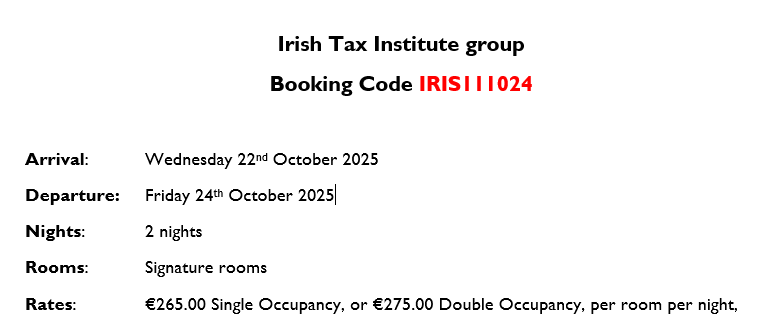 Irish Tax Institute group
Booking Code IRIS111024
Arrival: Wednesday 22nd October 2025
Departure: Friday 24th October 2025
Nights: 2 nights
Rooms: Signature rooms
Rates: €265.00 Single Occupancy, or €275.00 Double Occupancy, per room per night,